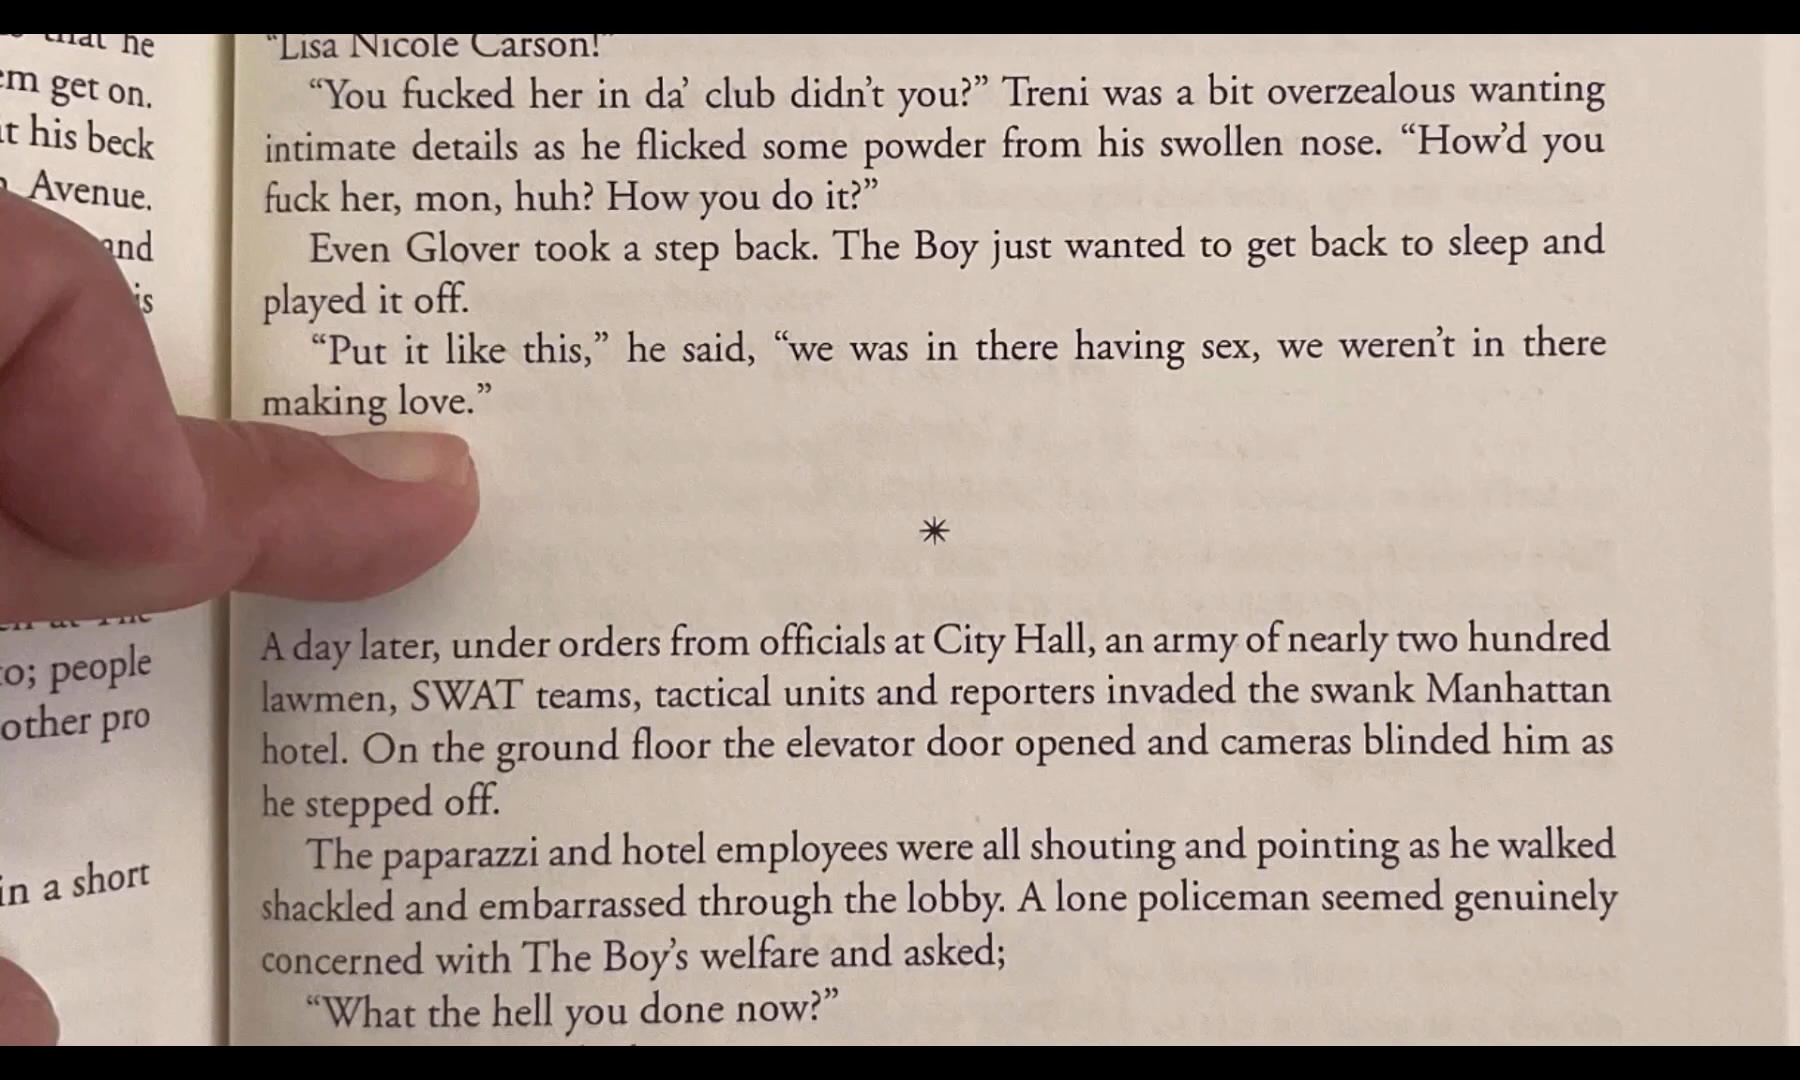 that he
em get on.
t his beck
Avenue.
and
is
to; people
other pro
in a short
"Lisa Nicole Carson!"
“You fucked her in da’ club didn’t you?” Treni was a bit overzealous wanting
intimate details as he flicked some powder from his swollen nose. “How’d you
fuck her, mon, huh? How you do it?”
Even Glover took a step back. The Boy just wanted to get back to sleep and
played it off.
“Put it like this,” he said, “we was in there having sex, we weren’t in there
making love.”
*
A day later, under orders from officials at City Hall, an army of nearly two hundred
lawmen, SWAT teams, tactical units and reporters invaded the swank Manhattan
hotel. On the ground floor the elevator door opened and cameras blinded him as
he stepped off.
The paparazzi and hotel employees were all shouting and pointing as he walked
shackled and embarrassed through the lobby. A lone policeman seemed genuinely
concerned with The Boy’s welfare and asked;
“What the hell you done now?”